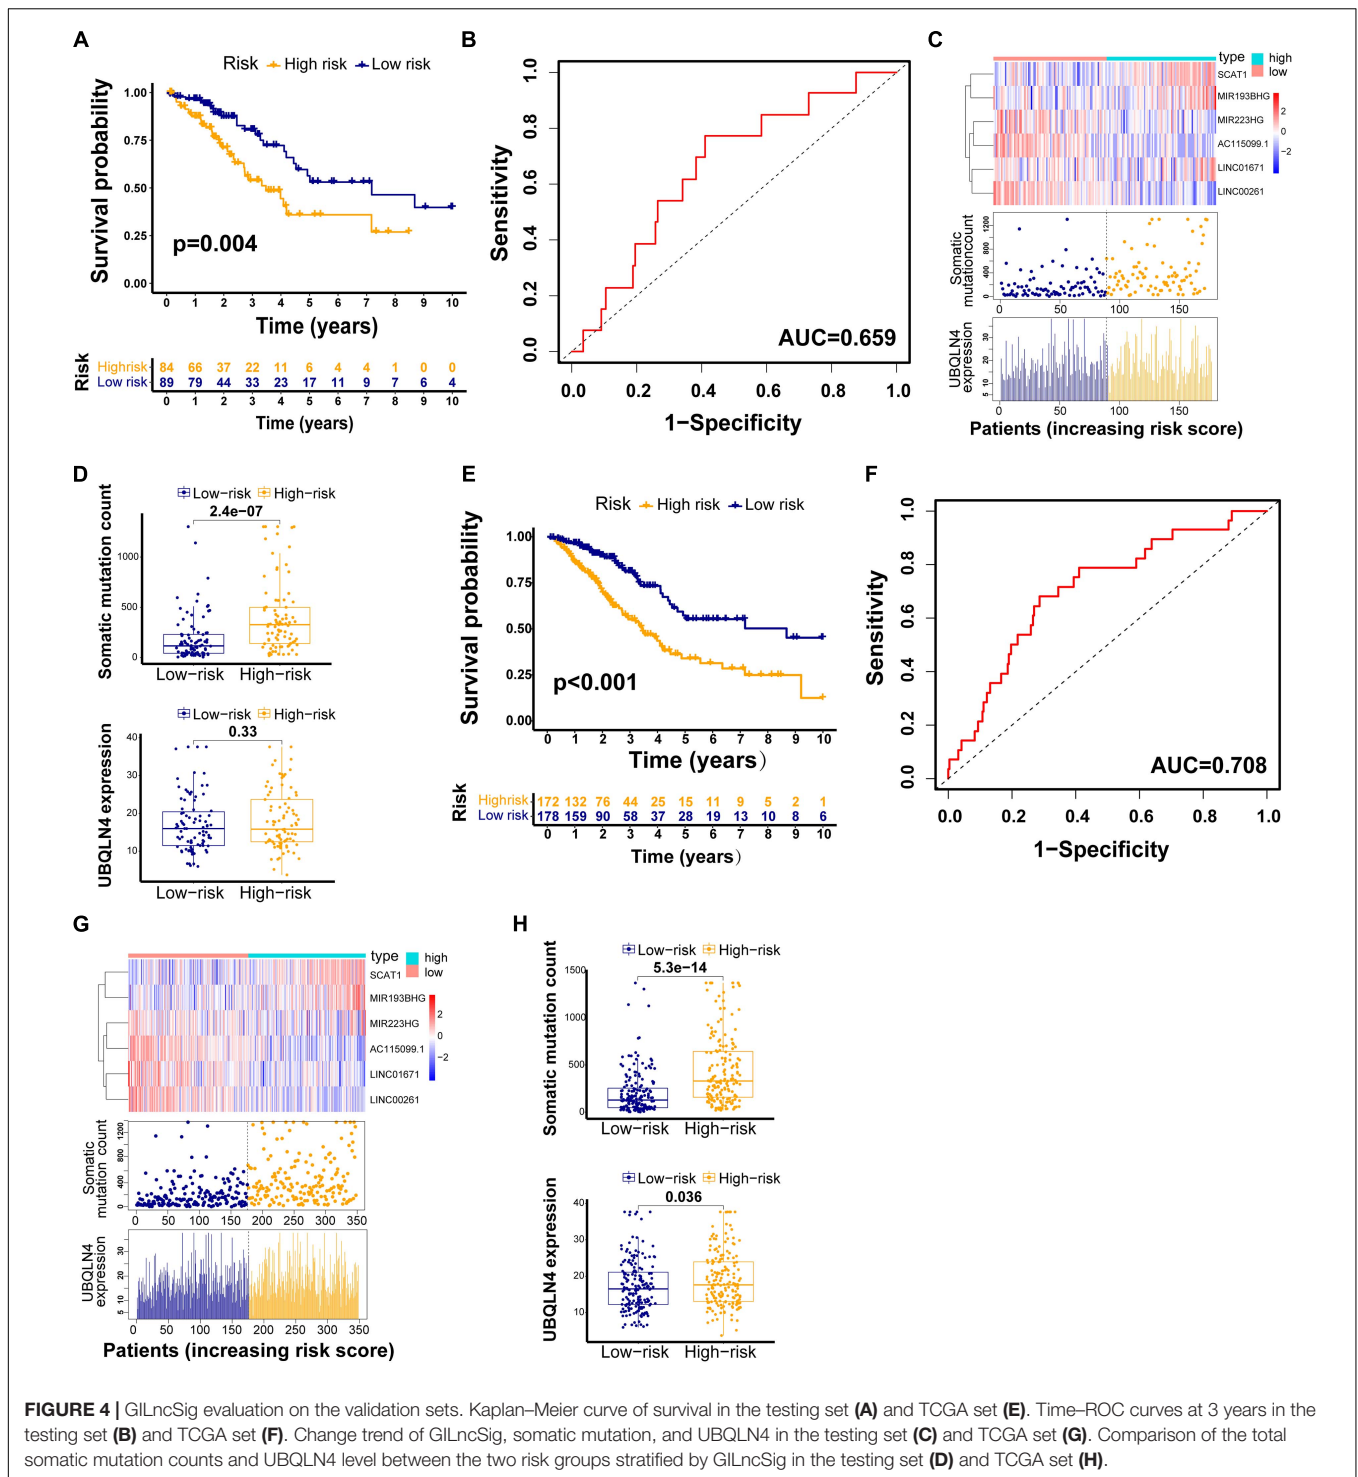 A
Risk High risk Low risk
Survival probability
1.00
0.75
0.50
0.25
0.00
p=0.004
0 1 2 3 4 5 6 7 8 9 10
Time (years)
Risk
Highrisk 84 66 37 22 11 6 4 4 1 0 0
Low risk 89 79 44 33 23 17 11 9 7 6 4
0 1 2 3 4 5 6 7 8 9 10
Time (years)
B
Sensitivity
1.0
0.8
0.6
0.4
0.2
0.0
AUC=0.659
0.0 0.2 0.4 0.6 0.8 1.0
1−Specificity
C
type high
low
SCAT1
MIR193BHG
MIR223HG
AC115099.1
LINC01671
LINC00261
2
0
−2
Somatic
mutationcount
1200
800
400
0
0 50 100 150
UBQLN4
expression
30
20
10
5
0 50 100 150
Patients (increasing risk score)
D
Low−risk High−risk
2.4e−07
Somatic mutation count
1000
500
0
Low−risk High−risk
Low−risk High−risk
0.33
UBQLN4 expression
40
30
20
10
Low−risk High−risk
E
Risk High risk Low risk
Survival probability
1.00
0.75
0.50
0.25
0.00
p<0.001
0 1 2 3 4 5 6 7 8 9 10
Time (years)
Risk
Highrisk 172 132 76 44 25 15 11 9 5 2 1
Low risk 178 159 90 58 37 28 19 13 10 8 6
0 1 2 3 4 5 6 7 8 9 10
Time (years)
F
Sensitivity
1.0
0.8
0.6
0.4
0.2
0.0
AUC=0.708
0.0 0.2 0.4 0.6 0.8 1.0
1−Specificity
G
type high
low
SCAT1
MIR193BHG
MIR223HG
AC115099.1
LINC01671
LINC00261
2
0
−2
Somatic
mutation count
1200
800
400
0
0 50 100 150 200 250 300 350
UBQLN4
expression
30
20
10
5
0 50 100 150 200 250 300 350
Patients (increasing risk score)
H
Low−risk High−risk
5.3e−14
Somatic mutation count
1500
1000
500
0
Low−risk High−risk
Low−risk High−risk
0.036
UBQLN4 expression
40
30
20
10
Low−risk High−risk
FIGURE 4 | GILncSig evaluation on the validation sets. Kaplan–Meier curve of survival in the testing set (A) and TCGA set (E). Time–ROC curves at 3 years in the
testing set (B) and TCGA set (F). Change trend of GILncSig, somatic mutation, and UBQLN4 in the testing set (C) and TCGA set (G). Comparison of the total
somatic mutation counts and UBQLN4 level between the two risk groups stratified by GILncSig in the testing set (D) and TCGA set (H).